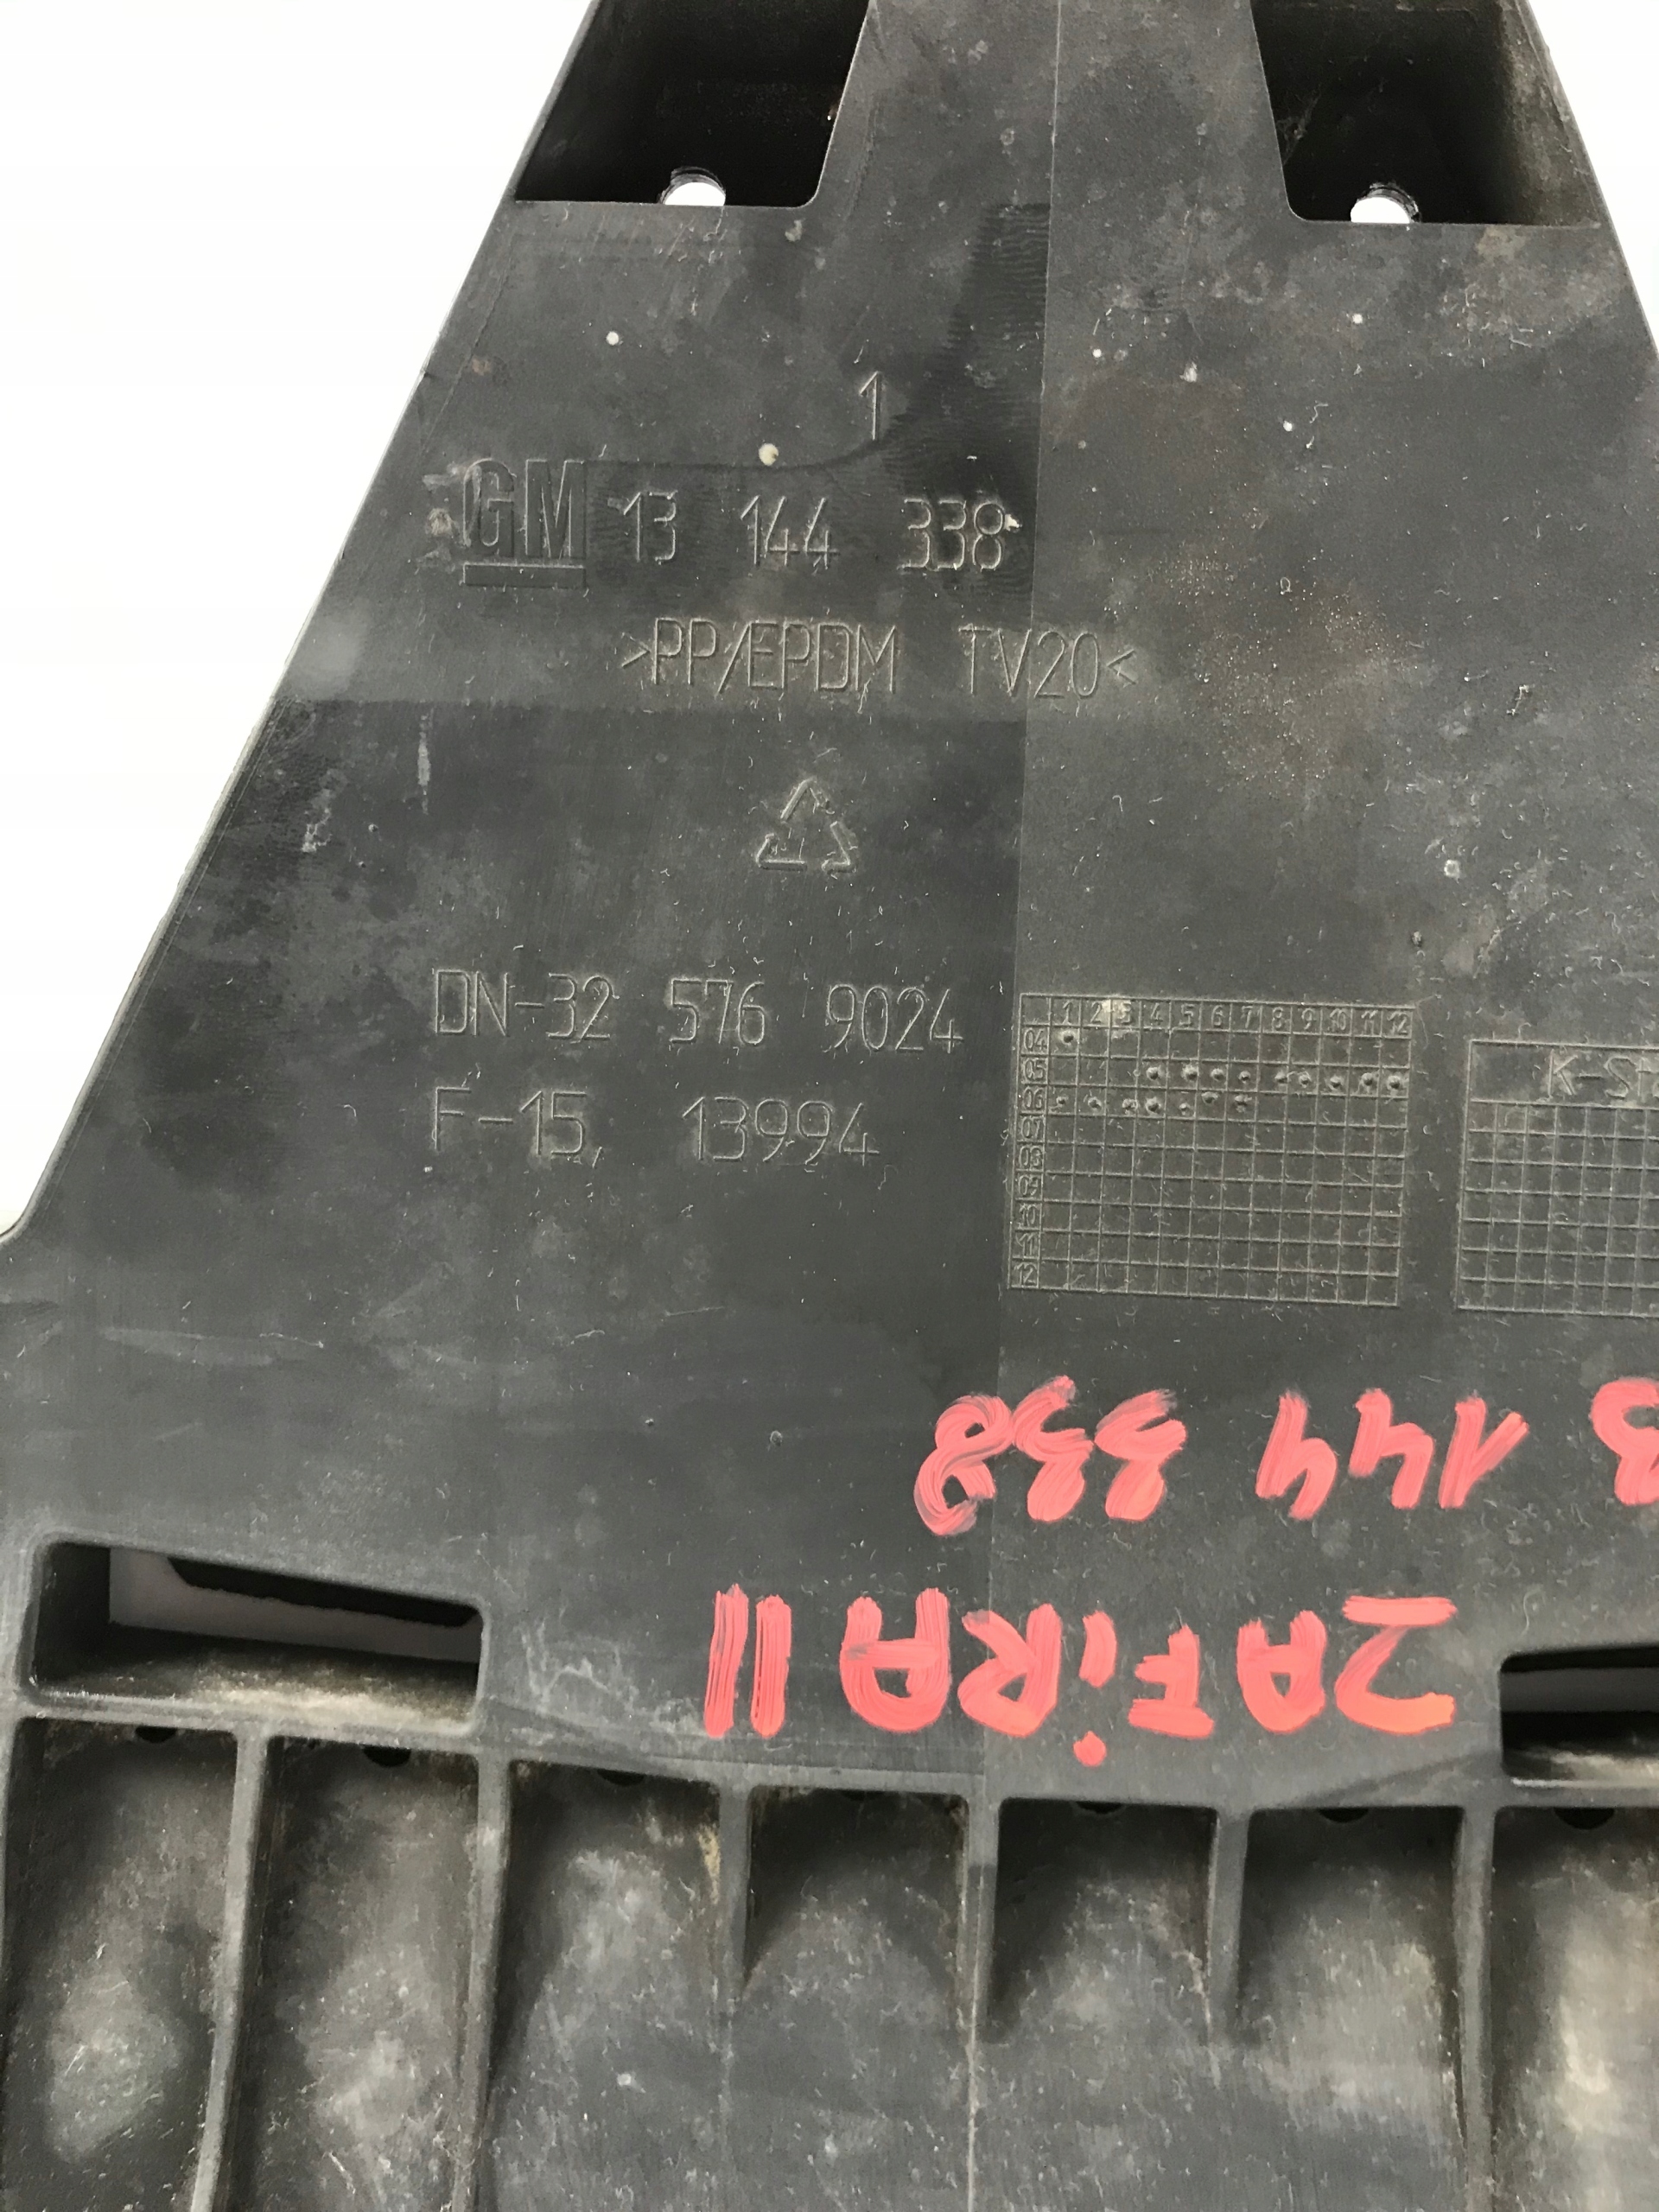 1
GM 13 144 338
>PP/EPDM TV20<
DN-32 576 9024
F-15, 13994
1 2 3 4 5 6 7 8 9 10 11 12
04
05
06
07
08
09
10
11
12
K-St
3 144 338
ZAFiRA II